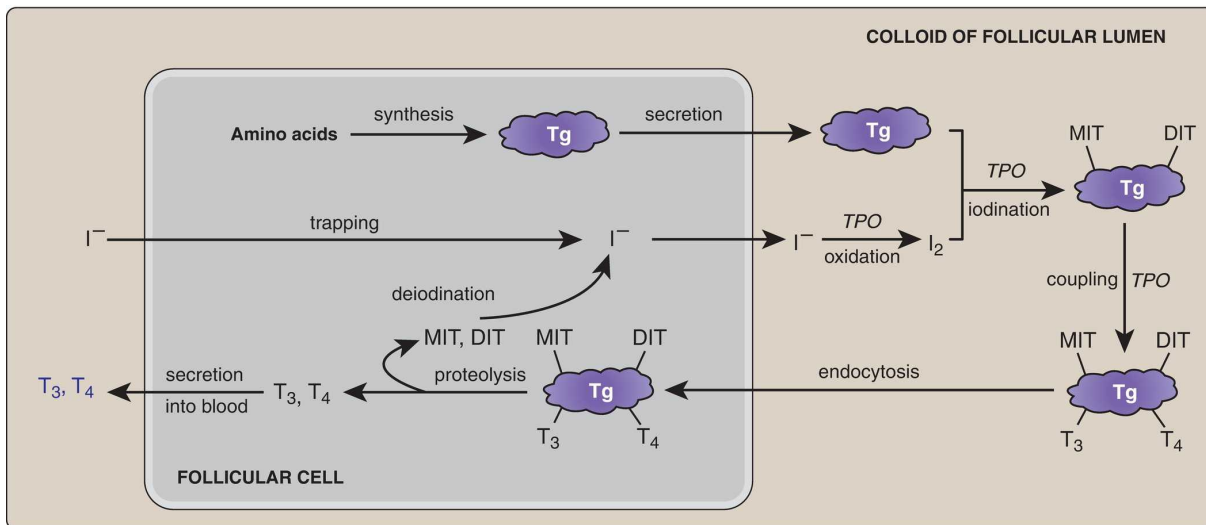 COLLOID OF FOLLICULAR LUMEN
Amino acids
synthesis
Tg
secretion
Tg
MIT
DIT
Tg
TPO
iodination
I⁻
trapping
I⁻
I⁻
TPO
oxidation
I₂
coupling
TPO
deiodination
MIT, DIT
MIT
DIT
Tg
T₃
T₄
proteolysis
endocytosis
MIT
DIT
Tg
T₃
T₄
T₃, T₄
secretion
into blood
T₃, T₄
FOLLICULAR CELL